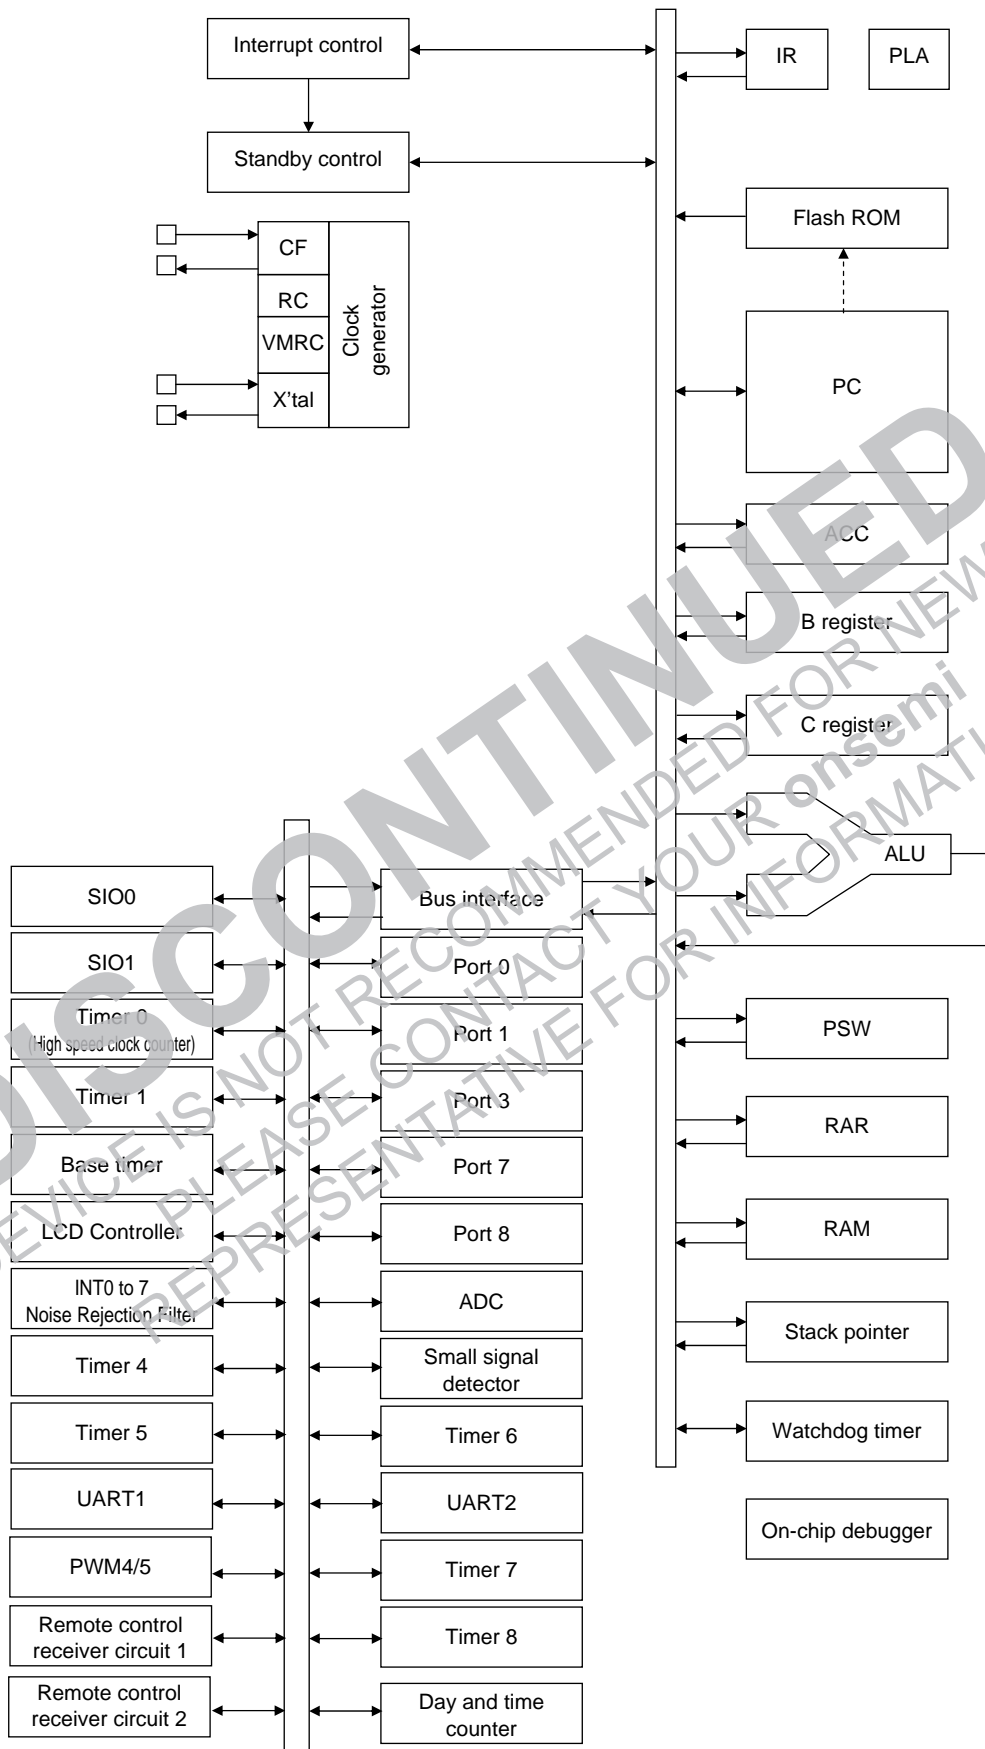 Interrupt control
IR
PLA
Standby control
Flash ROM
CF
RC
VMRC
X'tal
Clock
generator
PC
ACC
B register
C register
ALU
SIO0
Bus interface
SIO1
Port 0
Timer 0
(High speed clock counter)
Port 1
PSW
Timer 1
Port 3
RAR
Base timer
Port 7
LCD Controller
Port 8
RAM
INT0 to 7
Noise Rejection Filter
ADC
Stack pointer
Timer 4
Small signal
detector
Timer 5
Timer 6
Watchdog timer
UART1
UART2
On-chip debugger
PWM4/5
Timer 7
Remote control
receiver circuit 1
Timer 8
Remote control
receiver circuit 2
Day and time
counter
DISCONTINUED
DEVICE IS NOT RECOMMENDED FOR NEW
PLEASE CONTACT YOUR onsemi
REPRESENTATIVE FOR